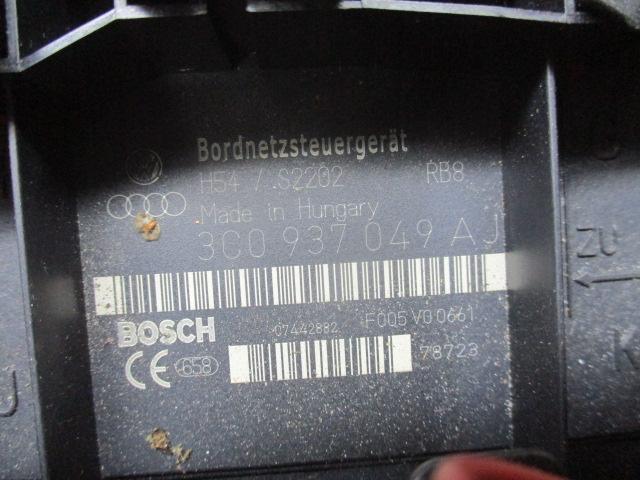 Bordnetzsteuergerät
H54 / S2202 RB8
Made in Hungary
3C0 937 049 AJ
ZU
BOSCH 07442882 F005 V0 0661
CE 658 78723